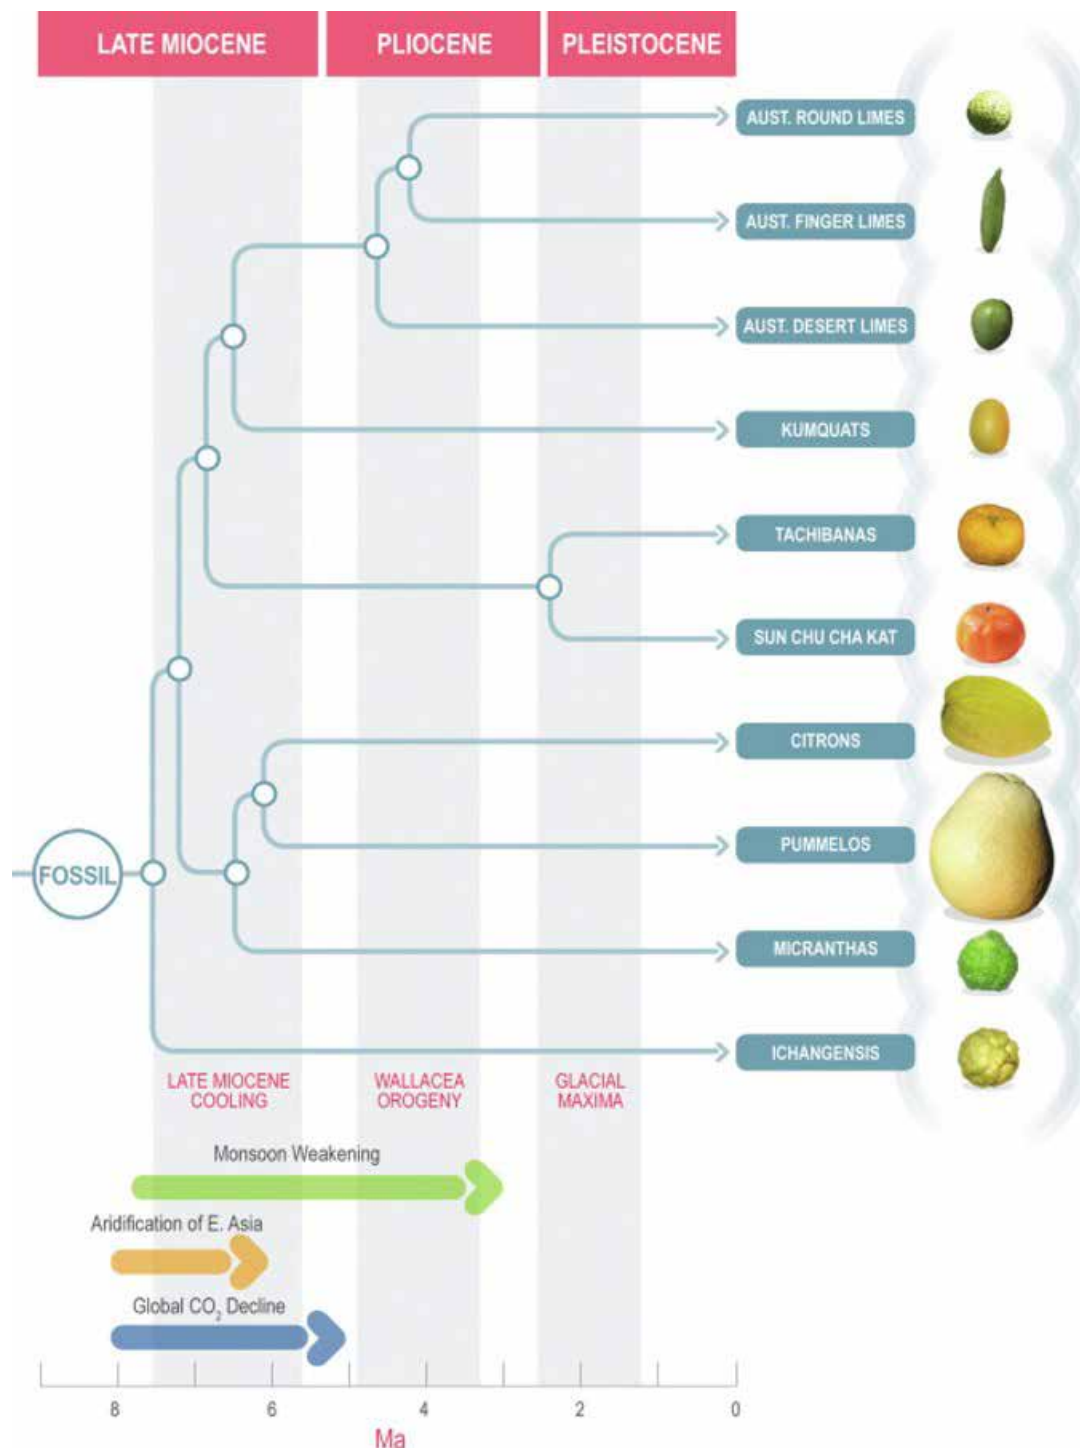 LATE MIOCENE
PLIOCENE
PLEISTOCENE
AUST. ROUND LIMES
AUST. FINGER LIMES
AUST. DESERT LIMES
KUMQUATS
TACHIBANAS
SUN CHU CHA KAT
CITRONS
PUMMELOS
FOSSIL
MICRANTHAS
ICHANGENSIS
LATE MIOCENE
COOLING
WALLACEA
OROGENY
GLACIAL
MAXIMA
Monsoon Weakening
Aridification of E. Asia
Global CO₂ Decline
8 6 4 2 0
Ma